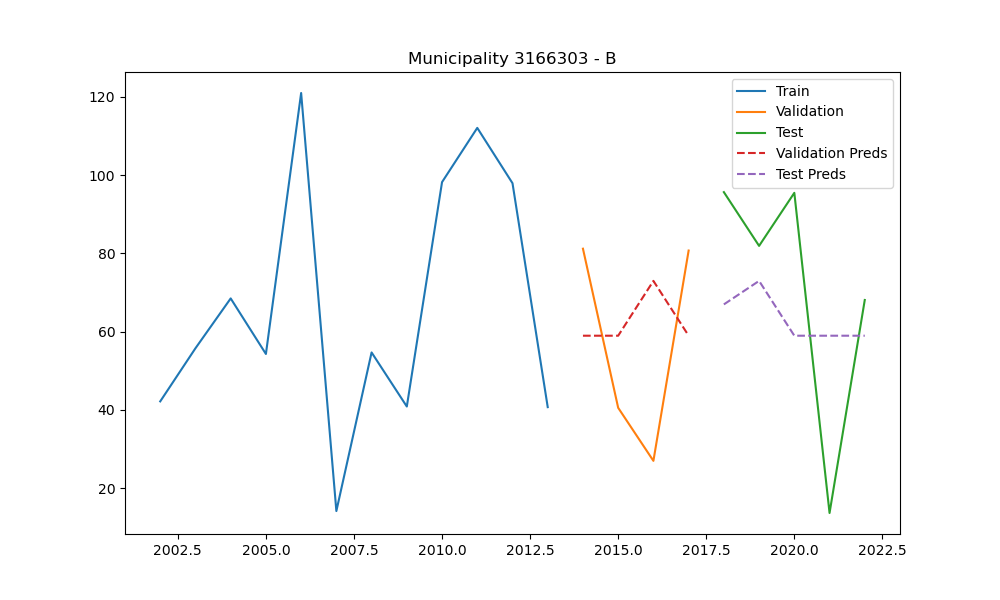 Municipality 3166303 - B
120
100
80
60
40
20
2002.5 2005.0 2007.5 2010.0 2012.5 2015.0 2017.5 2020.0 2022.5
Train
Validation
Test
Validation Preds
Test Preds